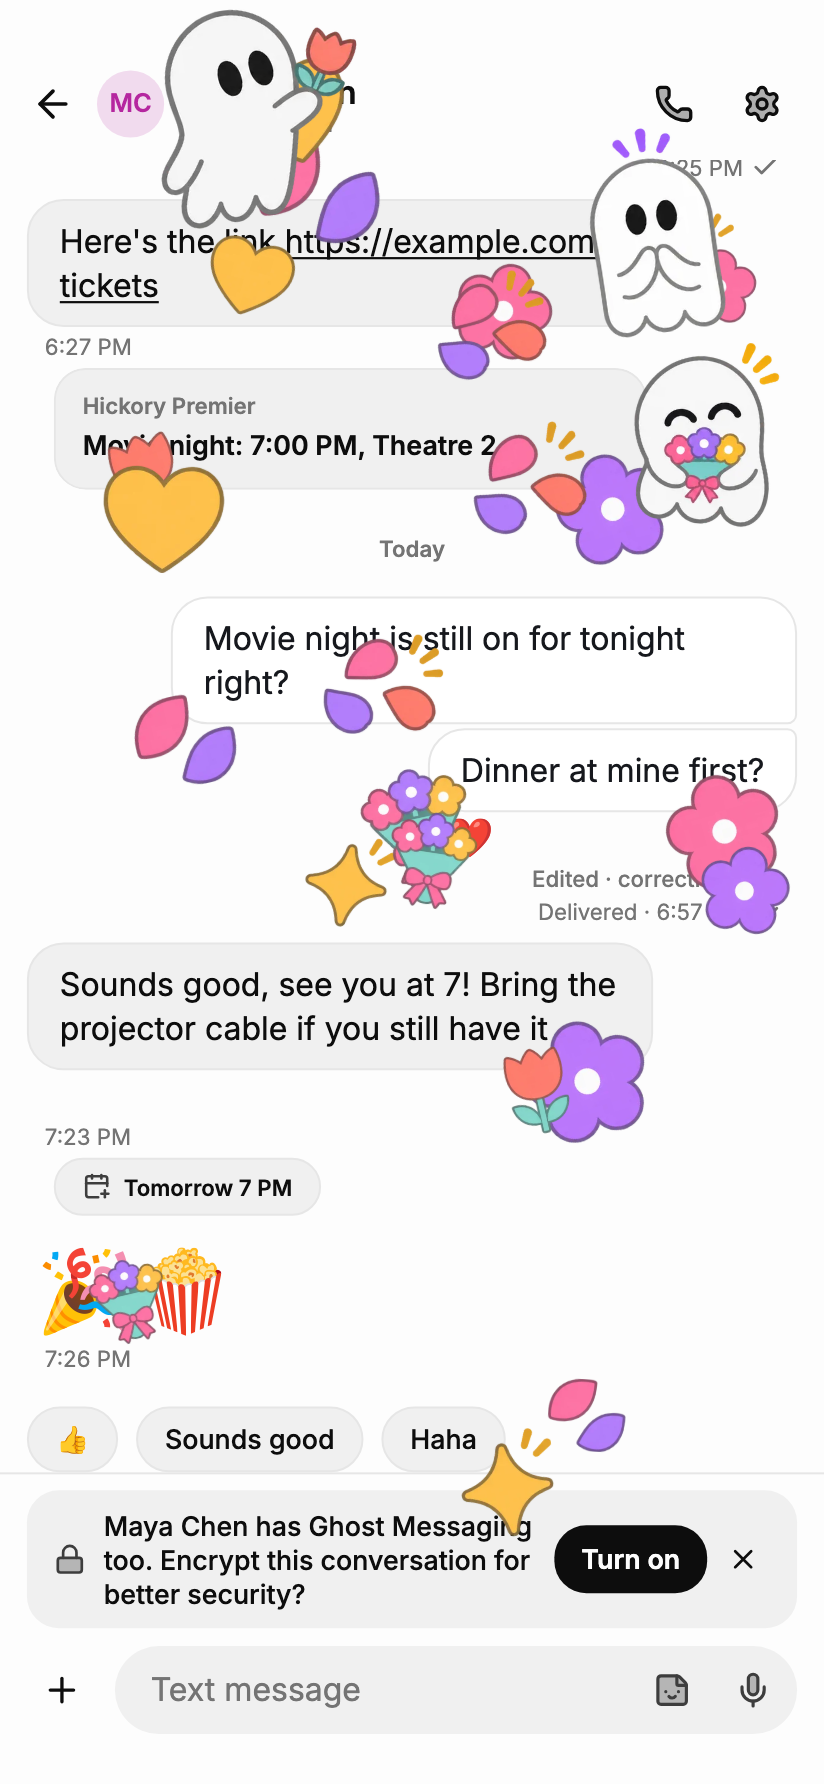 MC
25 PM
Here's the link https://example.com
tickets
6:27 PM
Hickory Premier
Movie night: 7:00 PM, Theatre 2
Today
Movie night is still on for tonight
right?
Dinner at mine first?
Edited ·
Delivered · 6:57
Sounds good, see you at 7! Bring the
projector cable if you still have it
7:23 PM
Tomorrow 7 PM
7:26 PM
Sounds good
Haha
Maya Chen has Ghost Messaging
too. Encrypt this conversation for
better security?
Turn on
Text message